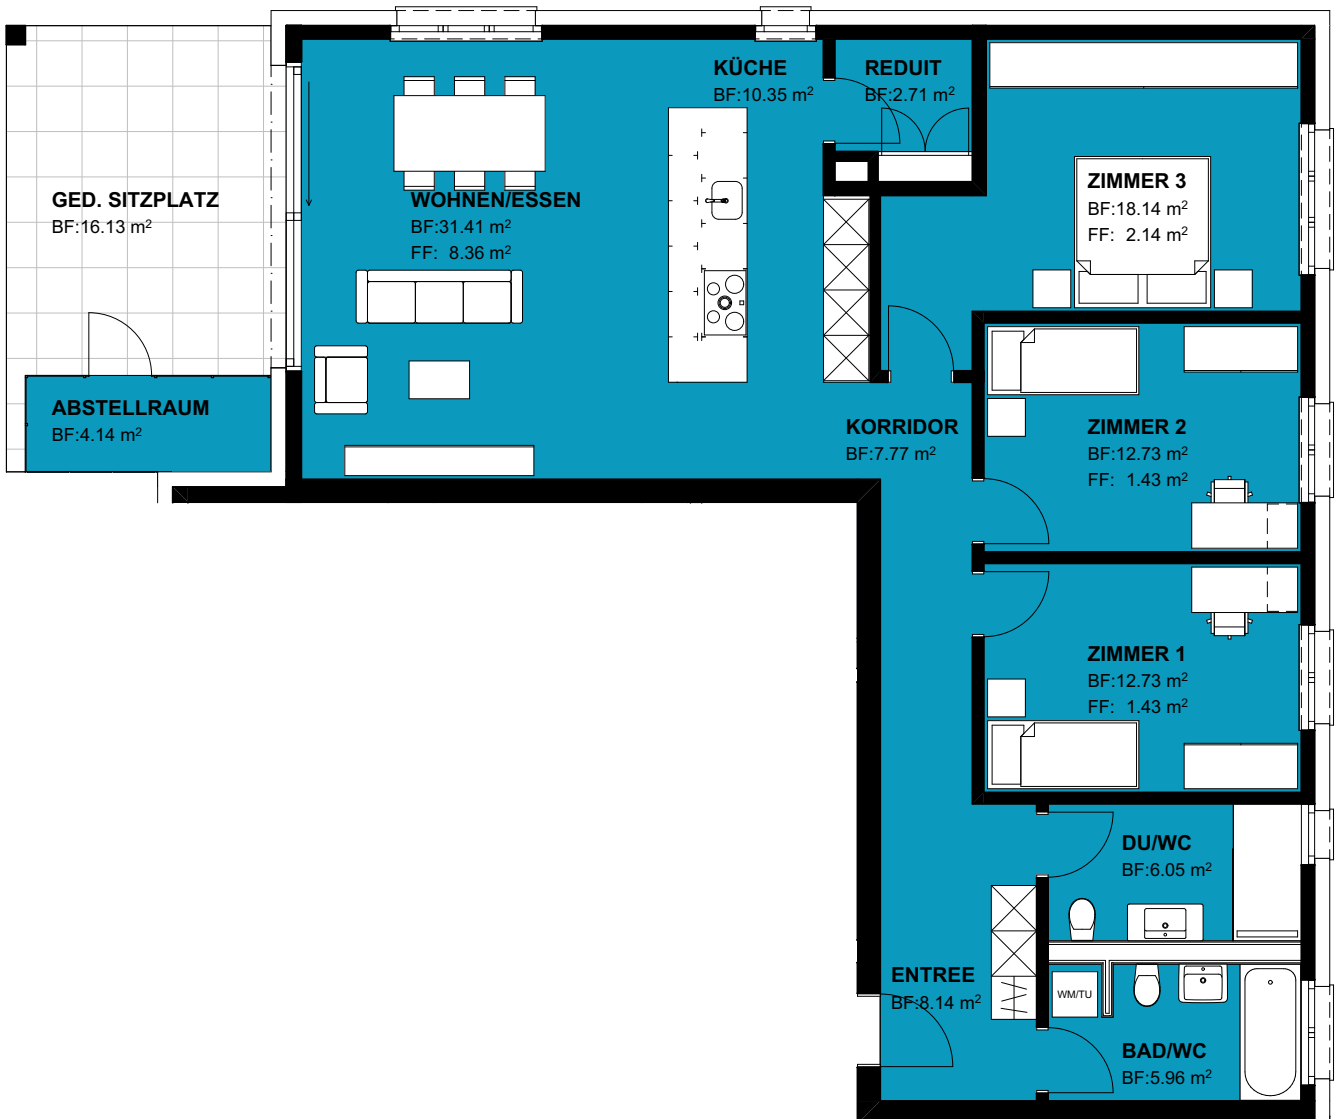 KÜCHE
BF:10.35 m²
REDUIT
BF:2.71 m²
GED. SITZPLATZ
BF:16.13 m²
WOHNEN/ESSEN
BF:31.41 m²
FF: 8.36 m²
ZIMMER 3
BF:18.14 m²
FF: 2.14 m²
ABSTELLRAUM
BF:4.14 m²
KORRIDOR
BF:7.77 m²
ZIMMER 2
BF:12.73 m²
FF: 1.43 m²
ZIMMER 1
BF:12.73 m²
FF: 1.43 m²
DU/WC
BF:6.05 m²
ENTREE
BF:8.14 m²
WM/TU
BAD/WC
BF:5.96 m²